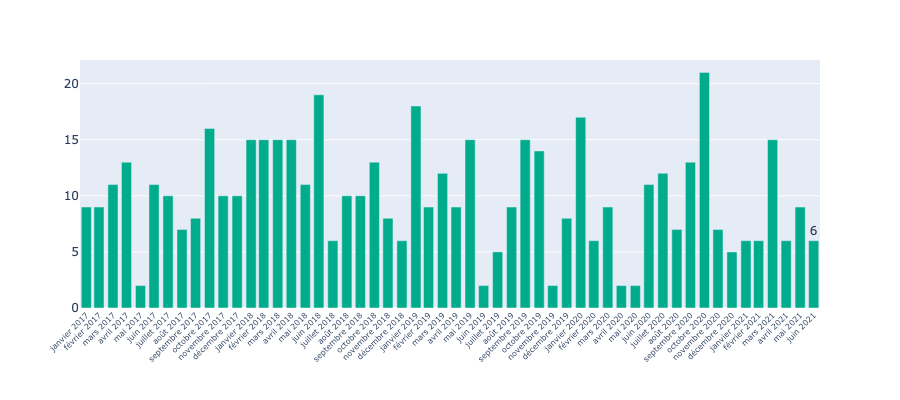 20
15
10
5
0
6
janvier 2017
février 2017
mars 2017
avril 2017
mai 2017
juin 2017
juillet 2017
août 2017
septembre 2017
octobre 2017
novembre 2017
décembre 2017
janvier 2018
février 2018
mars 2018
avril 2018
mai 2018
juin 2018
juillet 2018
août 2018
septembre 2018
octobre 2018
novembre 2018
décembre 2018
janvier 2019
février 2019
mars 2019
avril 2019
mai 2019
juin 2019
juillet 2019
août 2019
septembre 2019
octobre 2019
novembre 2019
décembre 2019
janvier 2020
février 2020
mars 2020
avril 2020
mai 2020
juin 2020
juillet 2020
août 2020
septembre 2020
octobre 2020
novembre 2020
décembre 2020
janvier 2021
février 2021
mars 2021
avril 2021
mai 2021
juin 2021